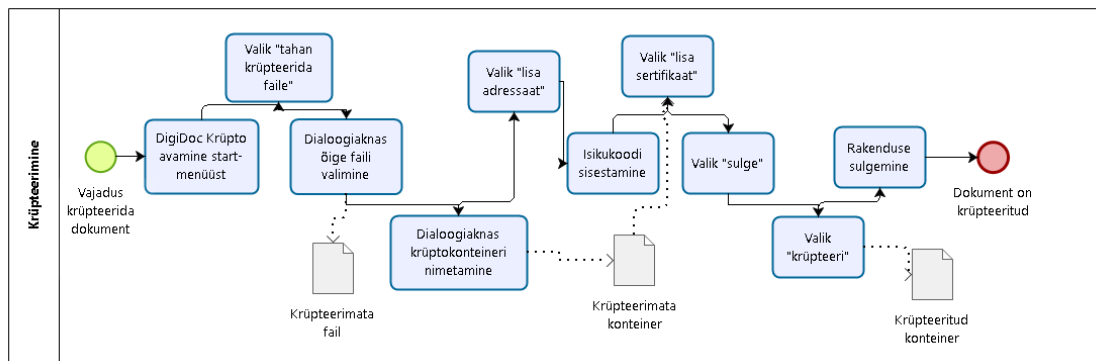 Krüpteerimine
Vajadus
krüpteerida
dokument
DigiDoc Krüpto
avamine start-
menüüst
Valik "tahan
krüpteerida
faile"
Dialoogiaknas
õige faili
valimine
Krüpteerimata
fail
Dialoogiaknas
krüptokonteineri
nimetamine
Valik "lisa
adressaat"
Isikukoodi
sisestamine
Krüpteerimata
konteiner
Valik "lisa
sertifikaat"
Valik "sulge"
Valik
"krüpteeri"
Krüpteeritud
konteiner
Rakenduse
sulgemine
Dokument on
krüpteeritud